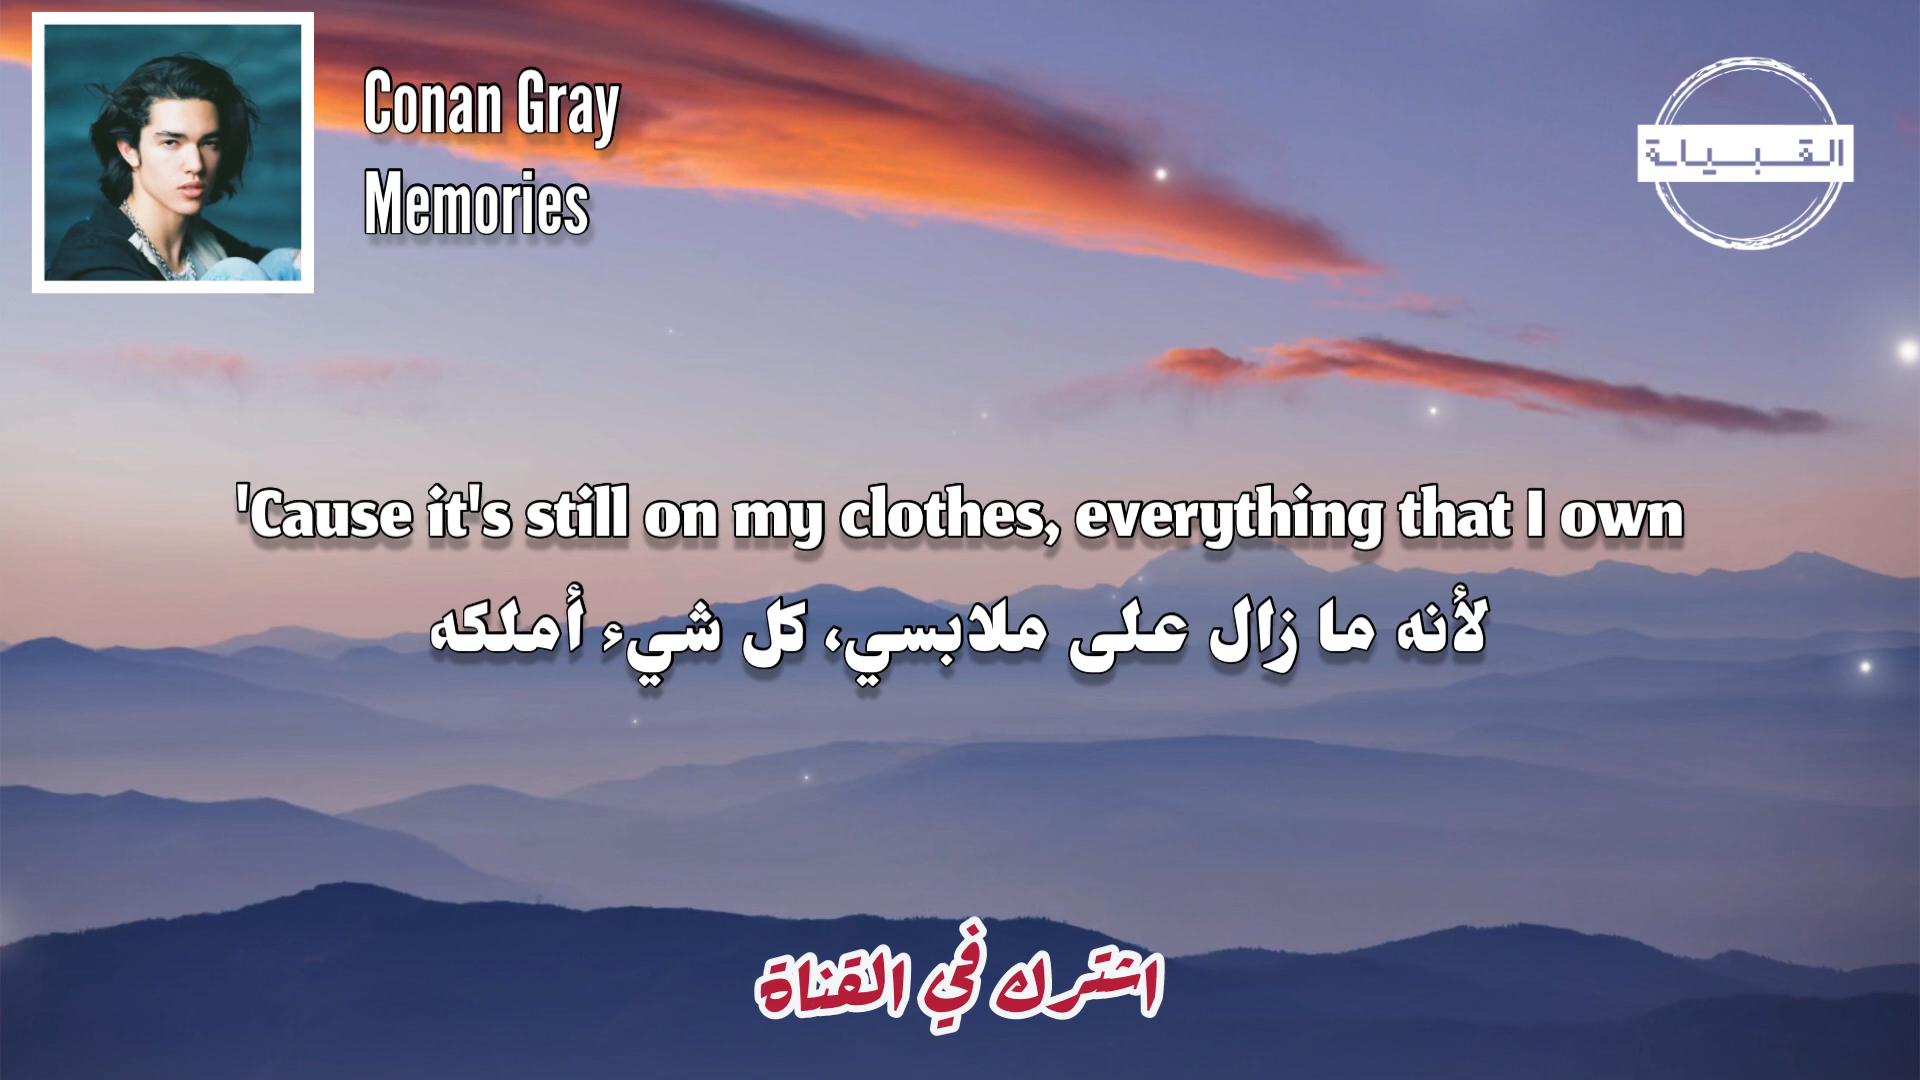 Conan Gray
Memories
القبيلة
'Cause it's still on my clothes, everything that I own
لأنه ما زال على ملابسي، كل شيء أملكه
اشترك في القناة